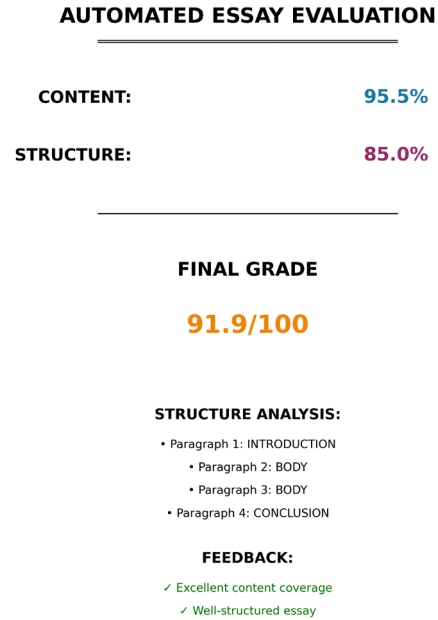 AUTOMATED ESSAY EVALUATION
CONTENT: 95.5%
STRUCTURE: 85.0%
FINAL GRADE
91.9/100
STRUCTURE ANALYSIS:
• Paragraph 1: INTRODUCTION
• Paragraph 2: BODY
• Paragraph 3: BODY
• Paragraph 4: CONCLUSION
FEEDBACK:
✓ Excellent content coverage
✓ Well-structured essay